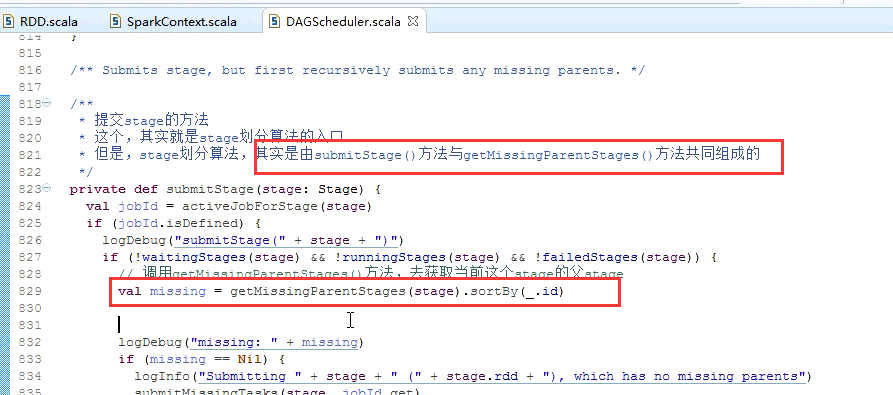 RDD.scala SparkContext.scala DAGScheduler.scala
814 }
815
816 /** Submits stage, but first recursively submits any missing parents. */
817
818 /**
819 * 提交stage的方法
820 * 这个，其实就是stage划分算法的入口
821 * 但是，stage划分算法，其实是由submitStage()方法与getMissingParentStages()方法共同组成的
822 */
823 private def submitStage(stage: Stage) {
824 val jobId = activeJobForStage(stage)
825 if (jobId.isDefined) {
826 logDebug("submitStage(" + stage + ")")
827 if (!waitingStages(stage) && !runningStages(stage) && !failedStages(stage)) {
828 // 调用getMissingParentStages()方法，去获取当前这个stage的父stage
829 val missing = getMissingParentStages(stage).sortBy(_.id)
830
831
832 logDebug("missing: " + missing)
833 if (missing == Nil) {
834 logInfo("Submitting " + stage + " (" + stage.rdd + "), which has no missing parents")
835 submitMissingTasks(stage, jobId.get)